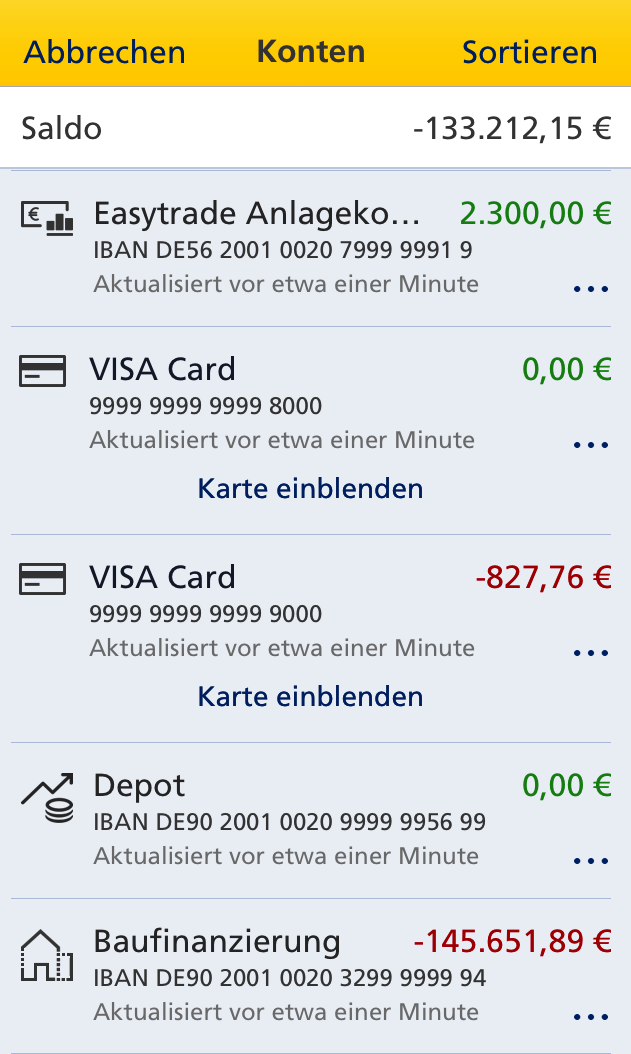 Abbrechen Konten Sortieren
Saldo -133.212,15 €
Easytrade Anlageko... 2.300,00 €
IBAN DE56 2001 0020 7999 9991 9
Aktualisiert vor etwa einer Minute ...
VISA Card 0,00 €
9999 9999 9999 8000
Aktualisiert vor etwa einer Minute ...
Karte einblenden
VISA Card -827,76 €
9999 9999 9999 9000
Aktualisiert vor etwa einer Minute ...
Karte einblenden
Depot 0,00 €
IBAN DE90 2001 0020 9999 9956 99
Aktualisiert vor etwa einer Minute ...
Baufinanzierung -145.651,89 €
IBAN DE90 2001 0020 3299 9999 94
Aktualisiert vor etwa einer Minute ...